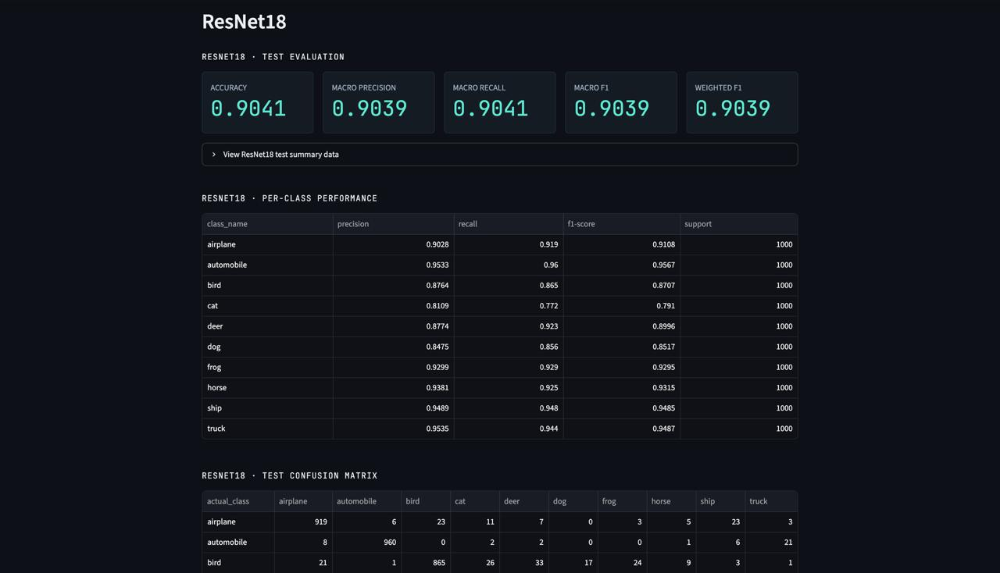 ResNet18
RESNET18 · TEST EVALUATION
ACCURACY MACRO PRECISION MACRO RECALL MACRO F1 WEIGHTED F1
0.9041 0.9039 0.9041 0.9039 0.9039
View ResNet18 test summary data
RESNET18 · PER-CLASS PERFORMANCE
class_name precision recall f1-score support
airplane 0.9028 0.919 0.9108 1000
automobile 0.9533 0.96 0.9567 1000
bird 0.8764 0.865 0.8707 1000
cat 0.8109 0.772 0.791 1000
deer 0.8774 0.923 0.8996 1000
dog 0.8475 0.856 0.8517 1000
frog 0.9299 0.929 0.9295 1000
horse 0.9381 0.925 0.9315 1000
ship 0.9489 0.948 0.9485 1000
truck 0.9535 0.944 0.9487 1000
RESNET18 · TEST CONFUSION MATRIX
actual_class airplane automobile bird cat deer dog frog horse ship truck
airplane 919 6 23 11 7 0 3 5 23 3
automobile 8 960 0 2 2 0 0 1 6 21
bird 21 1 865 26 33 17 24 9 3 1